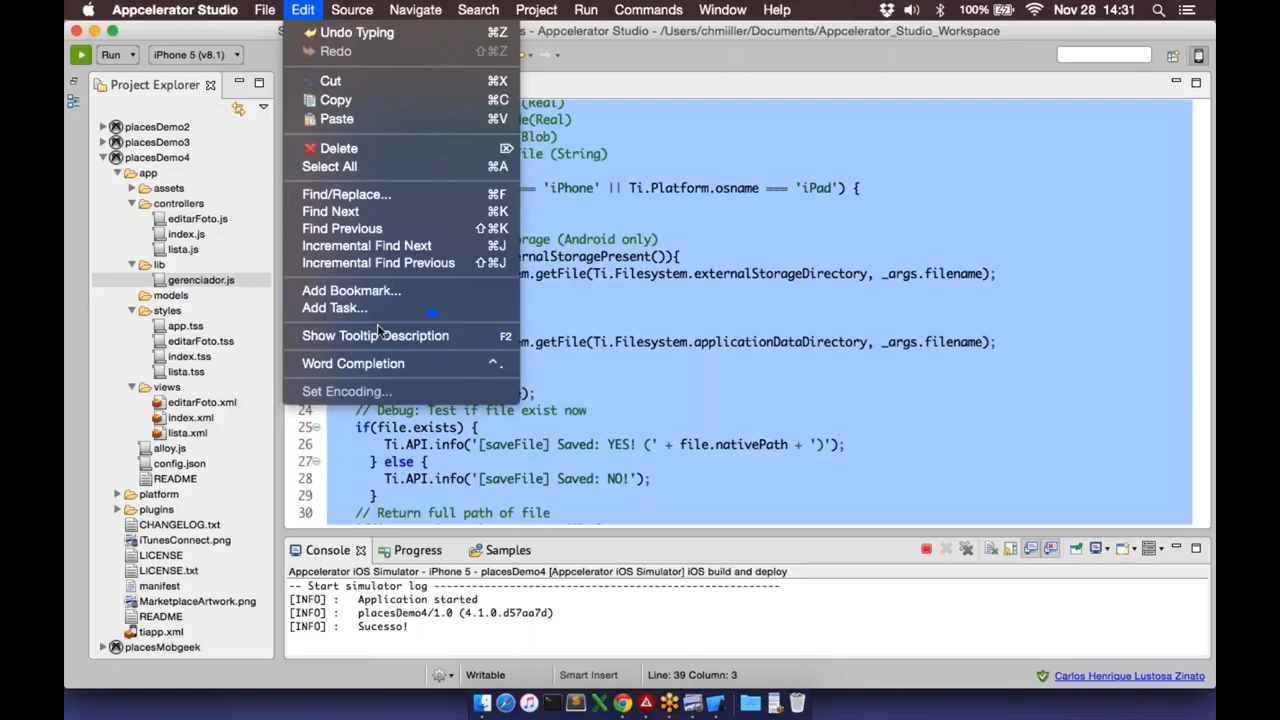 Appcelerator Studio File Edit Source Navigate Search Project Run Commands Window Help 100% Nov 28 14:31
- Appcelerator Studio - /Users/chmiiller/Documents/Appcelerator_Studio_Workspace
Run iPhone 5 (v8.1)
Project Explorer
placesDemo2
placesDemo3
placesDemo4
app
assets
controllers
editarFoto.js
index.js
lista.js
lib
gerenciador.js
models
styles
app.tss
editarFoto.tss
index.tss
lista.tss
views
editarFoto.xml
index.xml
lista.xml
alloy.js
config.json
README
platform
plugins
CHANGELOG.txt
iTunesConnect.png
LICENSE
LICENSE.txt
manifest
MarketplaceArtwork.png
README
tiapp.xml
placesMobgeek
Undo Typing ⌘Z
Redo ⇧⌘Z
Cut ⌘X
Copy ⌘C
Paste ⌘V
Delete ⌦
Select All ⌘A
Find/Replace... ⌘F
Find Next ⌘K
Find Previous ⇧⌘K
Incremental Find Next ⌘J
Incremental Find Previous ⇧⌘J
Add Bookmark...
Add Task...
Show Tooltip Description F2
Word Completion ^.
Set Encoding...
(Real)
e(Real)
Blob)
ile (String)
== 'iPhone' || Ti.Platform.osname === 'iPad') {
rage (Android only)
ernalStoragePresent()){
m.getFile(Ti.Filesystem.externalStorageDirectory, _args.filename);
m.getFile(Ti.Filesystem.applicationDataDirectory, _args.filename);
);
24 // Debug: Test if file exist now
25 if(file.exists) {
26 Ti.API.info('[saveFile] Saved: YES! (' + file.nativePath + ')');
27 } else {
28 Ti.API.info('[saveFile] Saved: NO!');
29 }
30 // Return full path of file
Console Progress Samples
Appcelerator iOS Simulator - iPhone 5 - placesDemo4 [Appcelerator iOS Simulator] iOS build and deploy
-- Start simulator log --------------------------------------------------
[INFO] : Application started
[INFO] : placesDemo4/1.0 (4.1.0.d57aa7d)
[INFO] : Sucesso!
Writable Smart Insert Line: 39 Column: 3 Carlos Henrique Lustosa Zinato